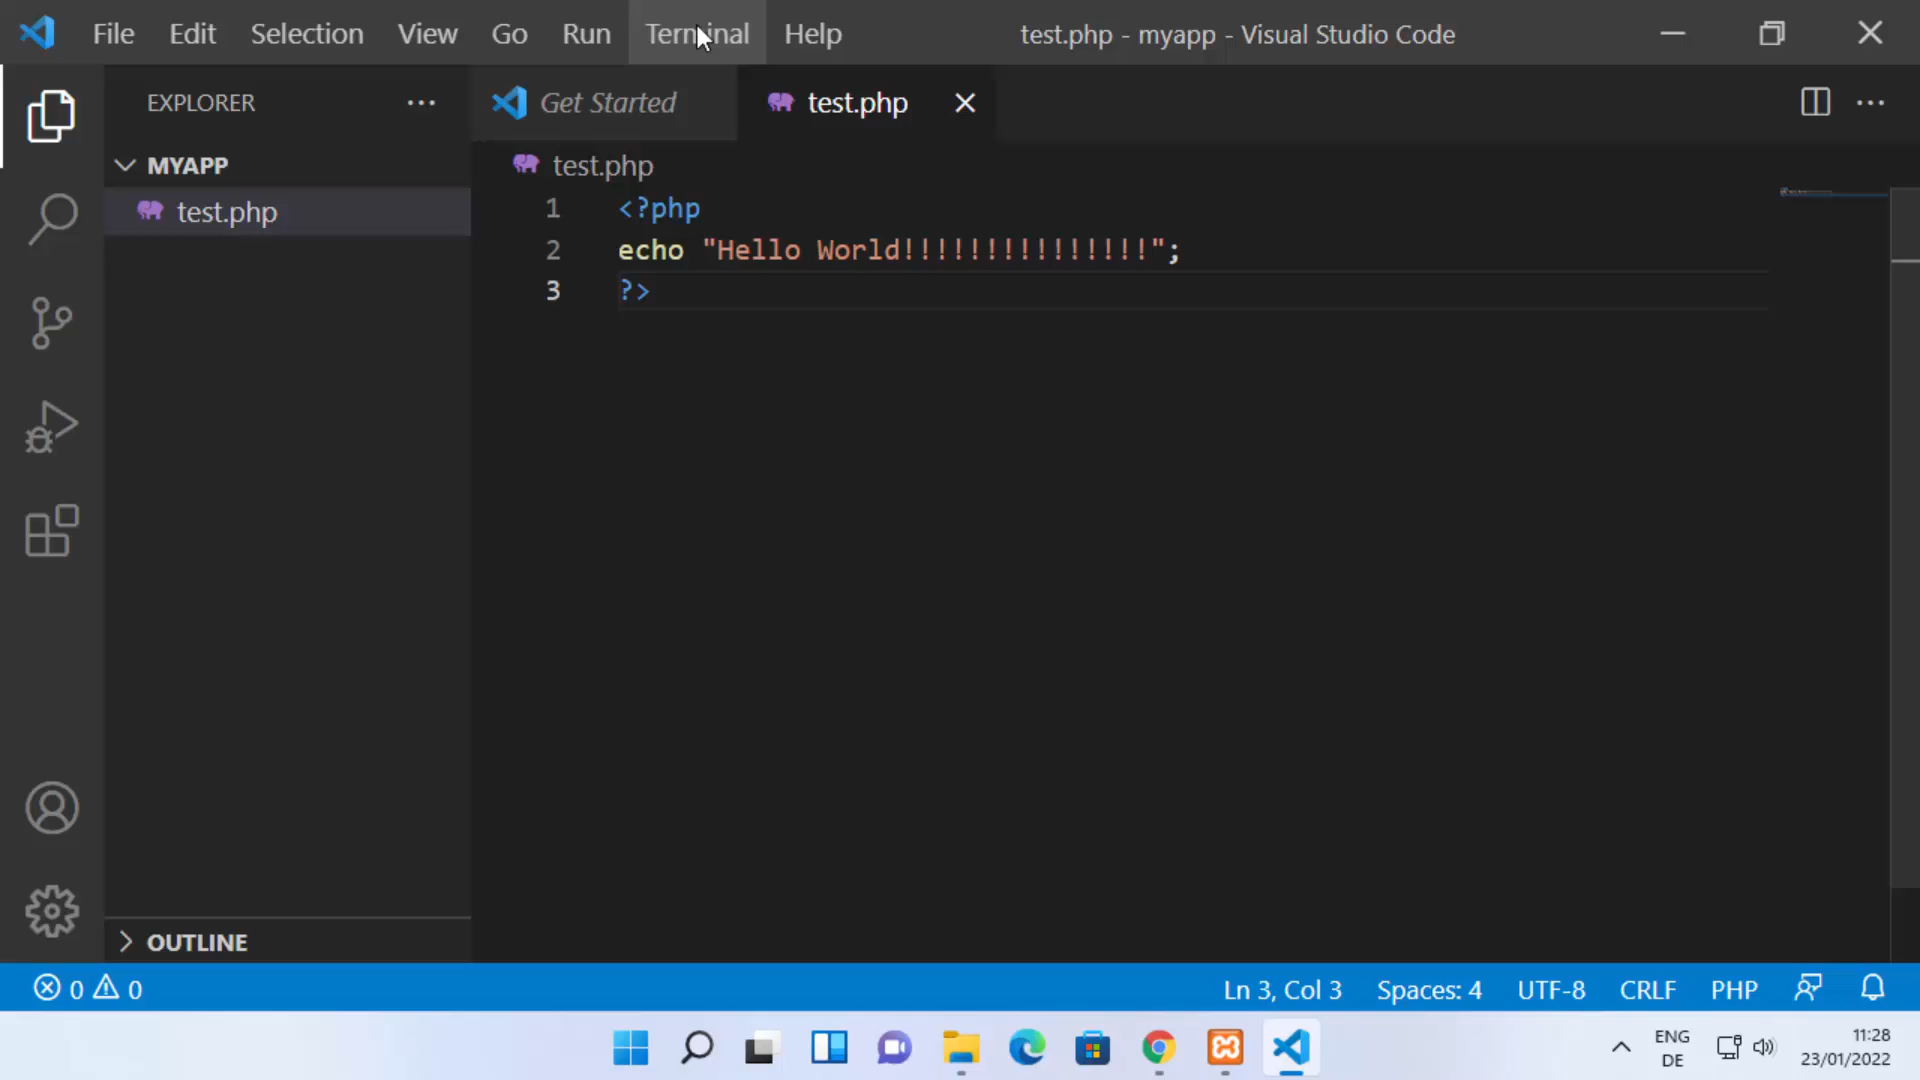 File Edit Selection View Go Run Terminal Help test.php - myapp - Visual Studio Code
EXPLORER
Get Started
test.php
MYAPP
test.php
test.php
1 <?php
2 echo "Hello World!!!!!!!!!!!!!!!";
3 ?>
OUTLINE
0 0
Ln 3, Col 3 Spaces: 4 UTF-8 CRLF PHP
ENG
DE
11:28
23/01/2022